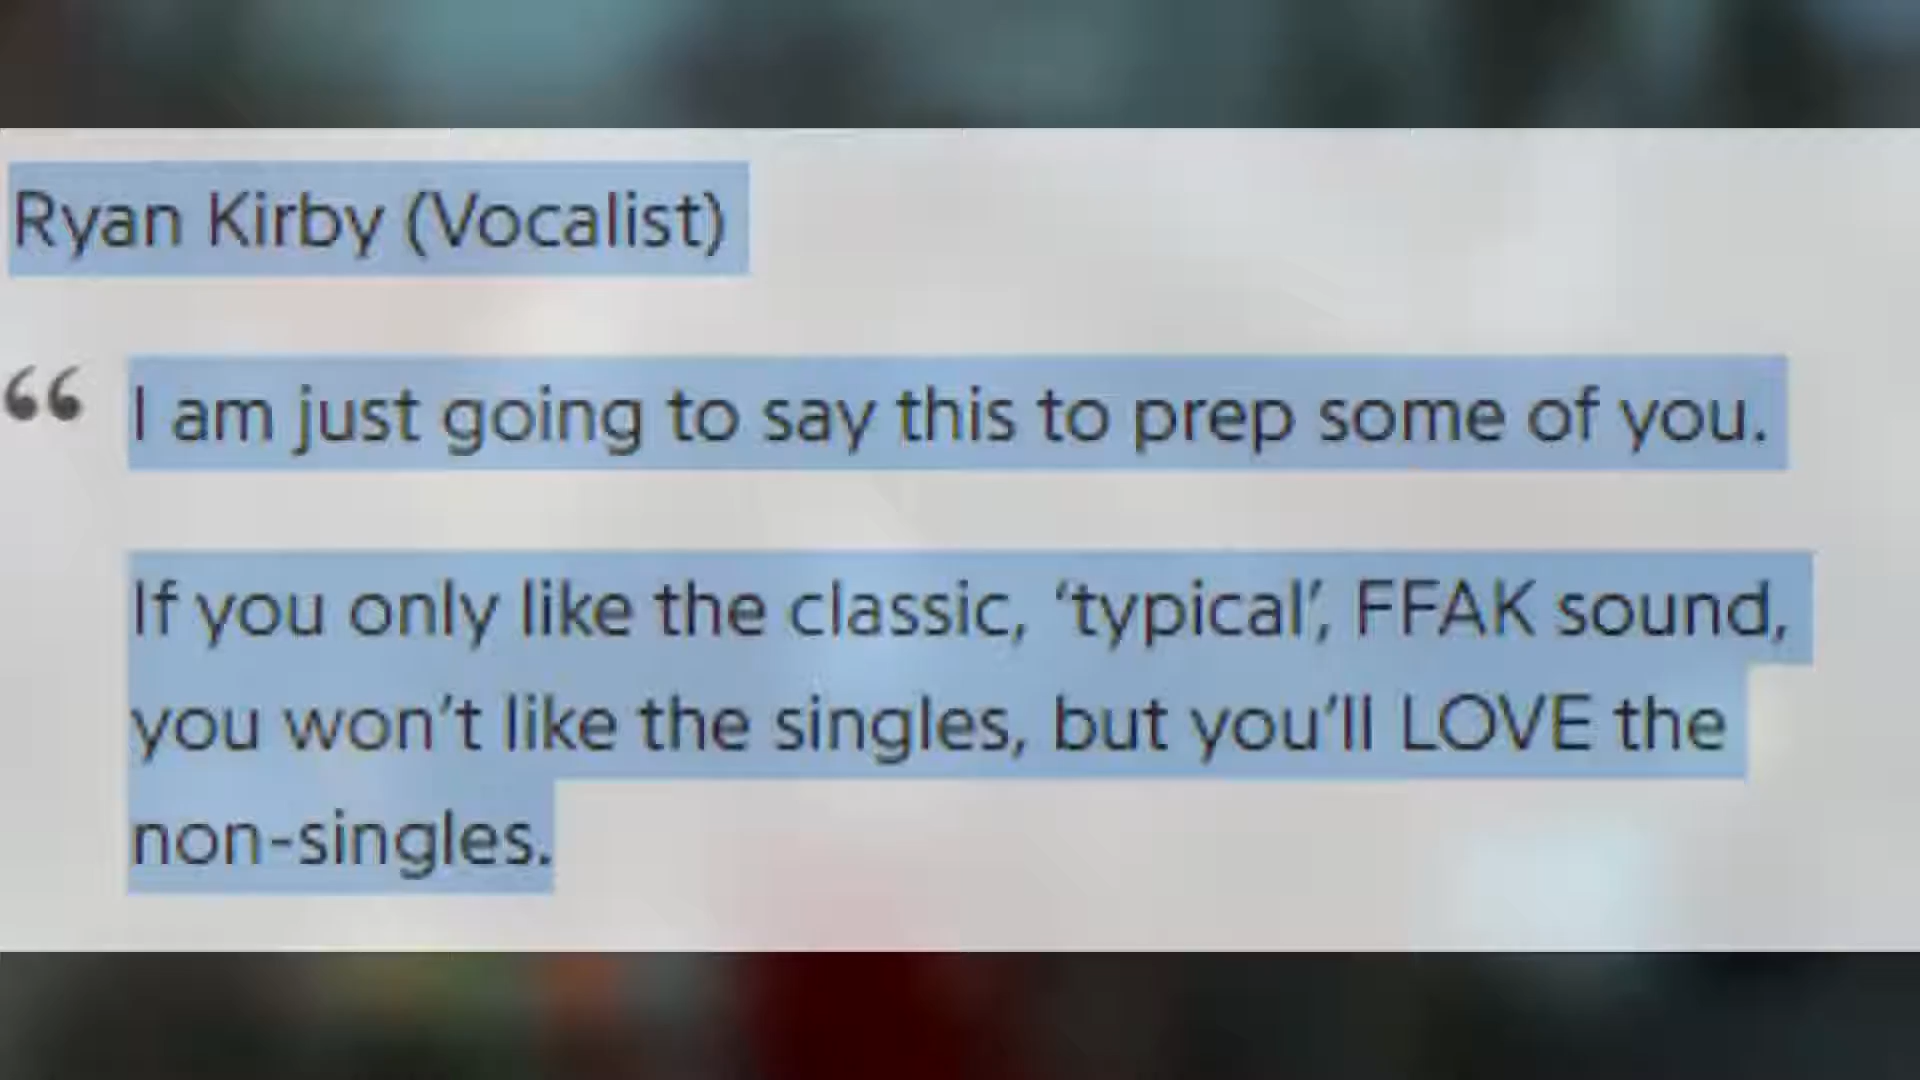 Ryan Kirby (Vocalist)
“ I am just going to say this to prep some of you.
If you only like the classic, ‘typical’, FFAK sound,
you won’t like the singles, but you’ll LOVE the
non-singles.